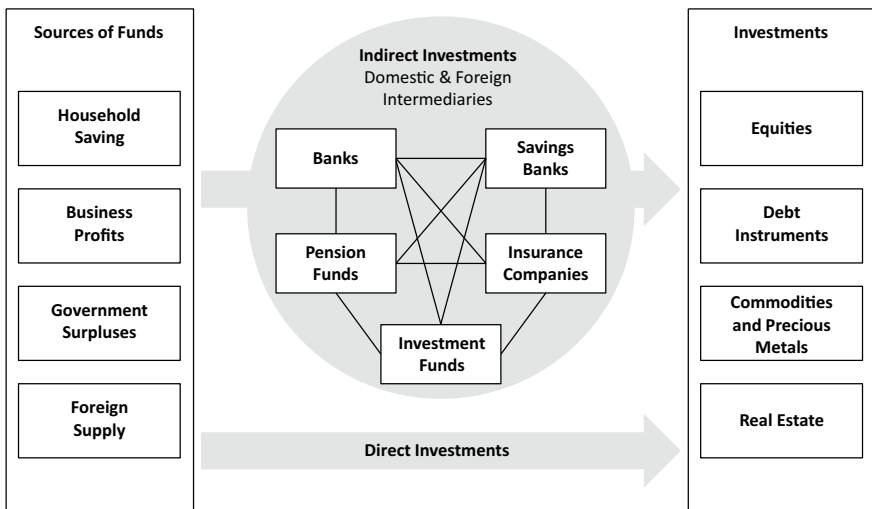 Sources of Funds
Household
Saving
Business
Profits
Government
Surpluses
Foreign
Supply
Indirect Investments
Domestic & Foreign
Intermediaries
Banks
Savings
Banks
Pension
Funds
Insurance
Companies
Investment
Funds
Direct Investments
Investments
Equities
Debt
Instruments
Commodities
and Precious
Metals
Real Estate